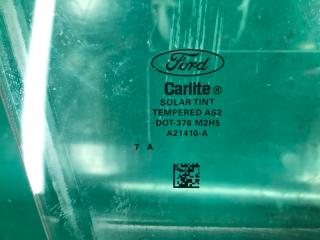 Ford
Carlite ®
SOLAR TINT
TEMPERED AS2
DOT-376 M2H5
A21410-A
7 A